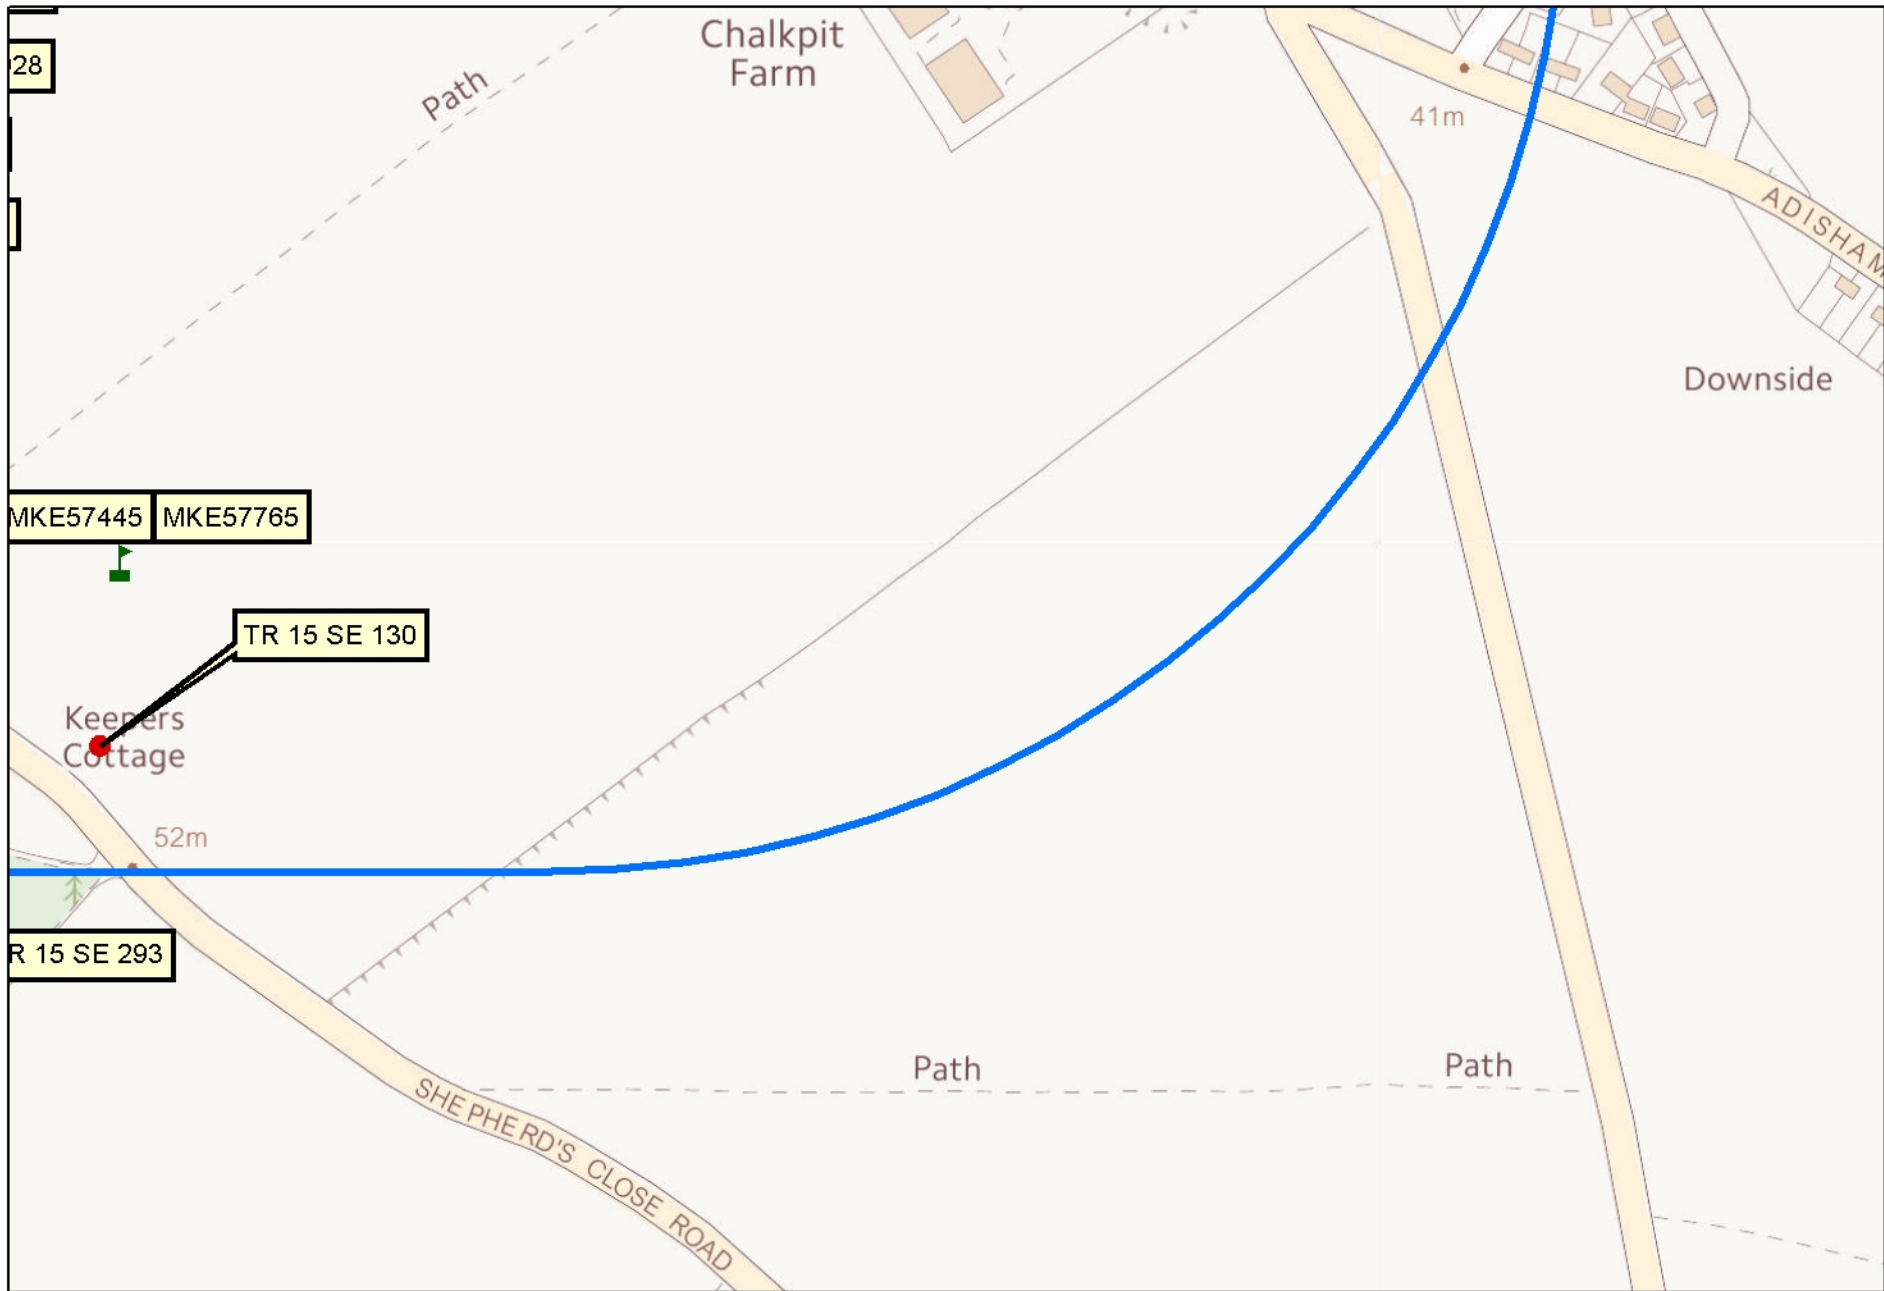 Chalkpit
Farm
28
Path
41m
ADISHAM
Downside
MKE57445
MKE57765
TR 15 SE 130
Keepers
Cottage
52m
R 15 SE 293
Path
Path
SHEPHERD'S CLOSE ROAD